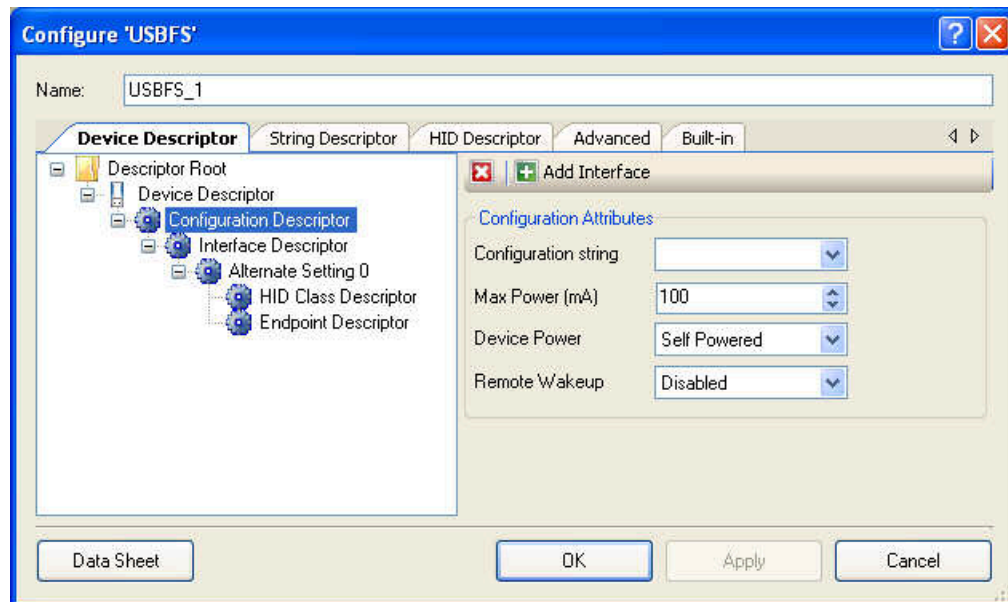 Configure 'USBFS'
Name: USBFS_1
Device Descriptor String Descriptor HID Descriptor Advanced Built-in
Descriptor Root
Device Descriptor
Configuration Descriptor
Interface Descriptor
Alternate Setting 0
HID Class Descriptor
Endpoint Descriptor
Add Interface
Configuration Attributes
Configuration string
Max Power (mA) 100
Device Power Self Powered
Remote Wakeup Disabled
Data Sheet OK Apply Cancel